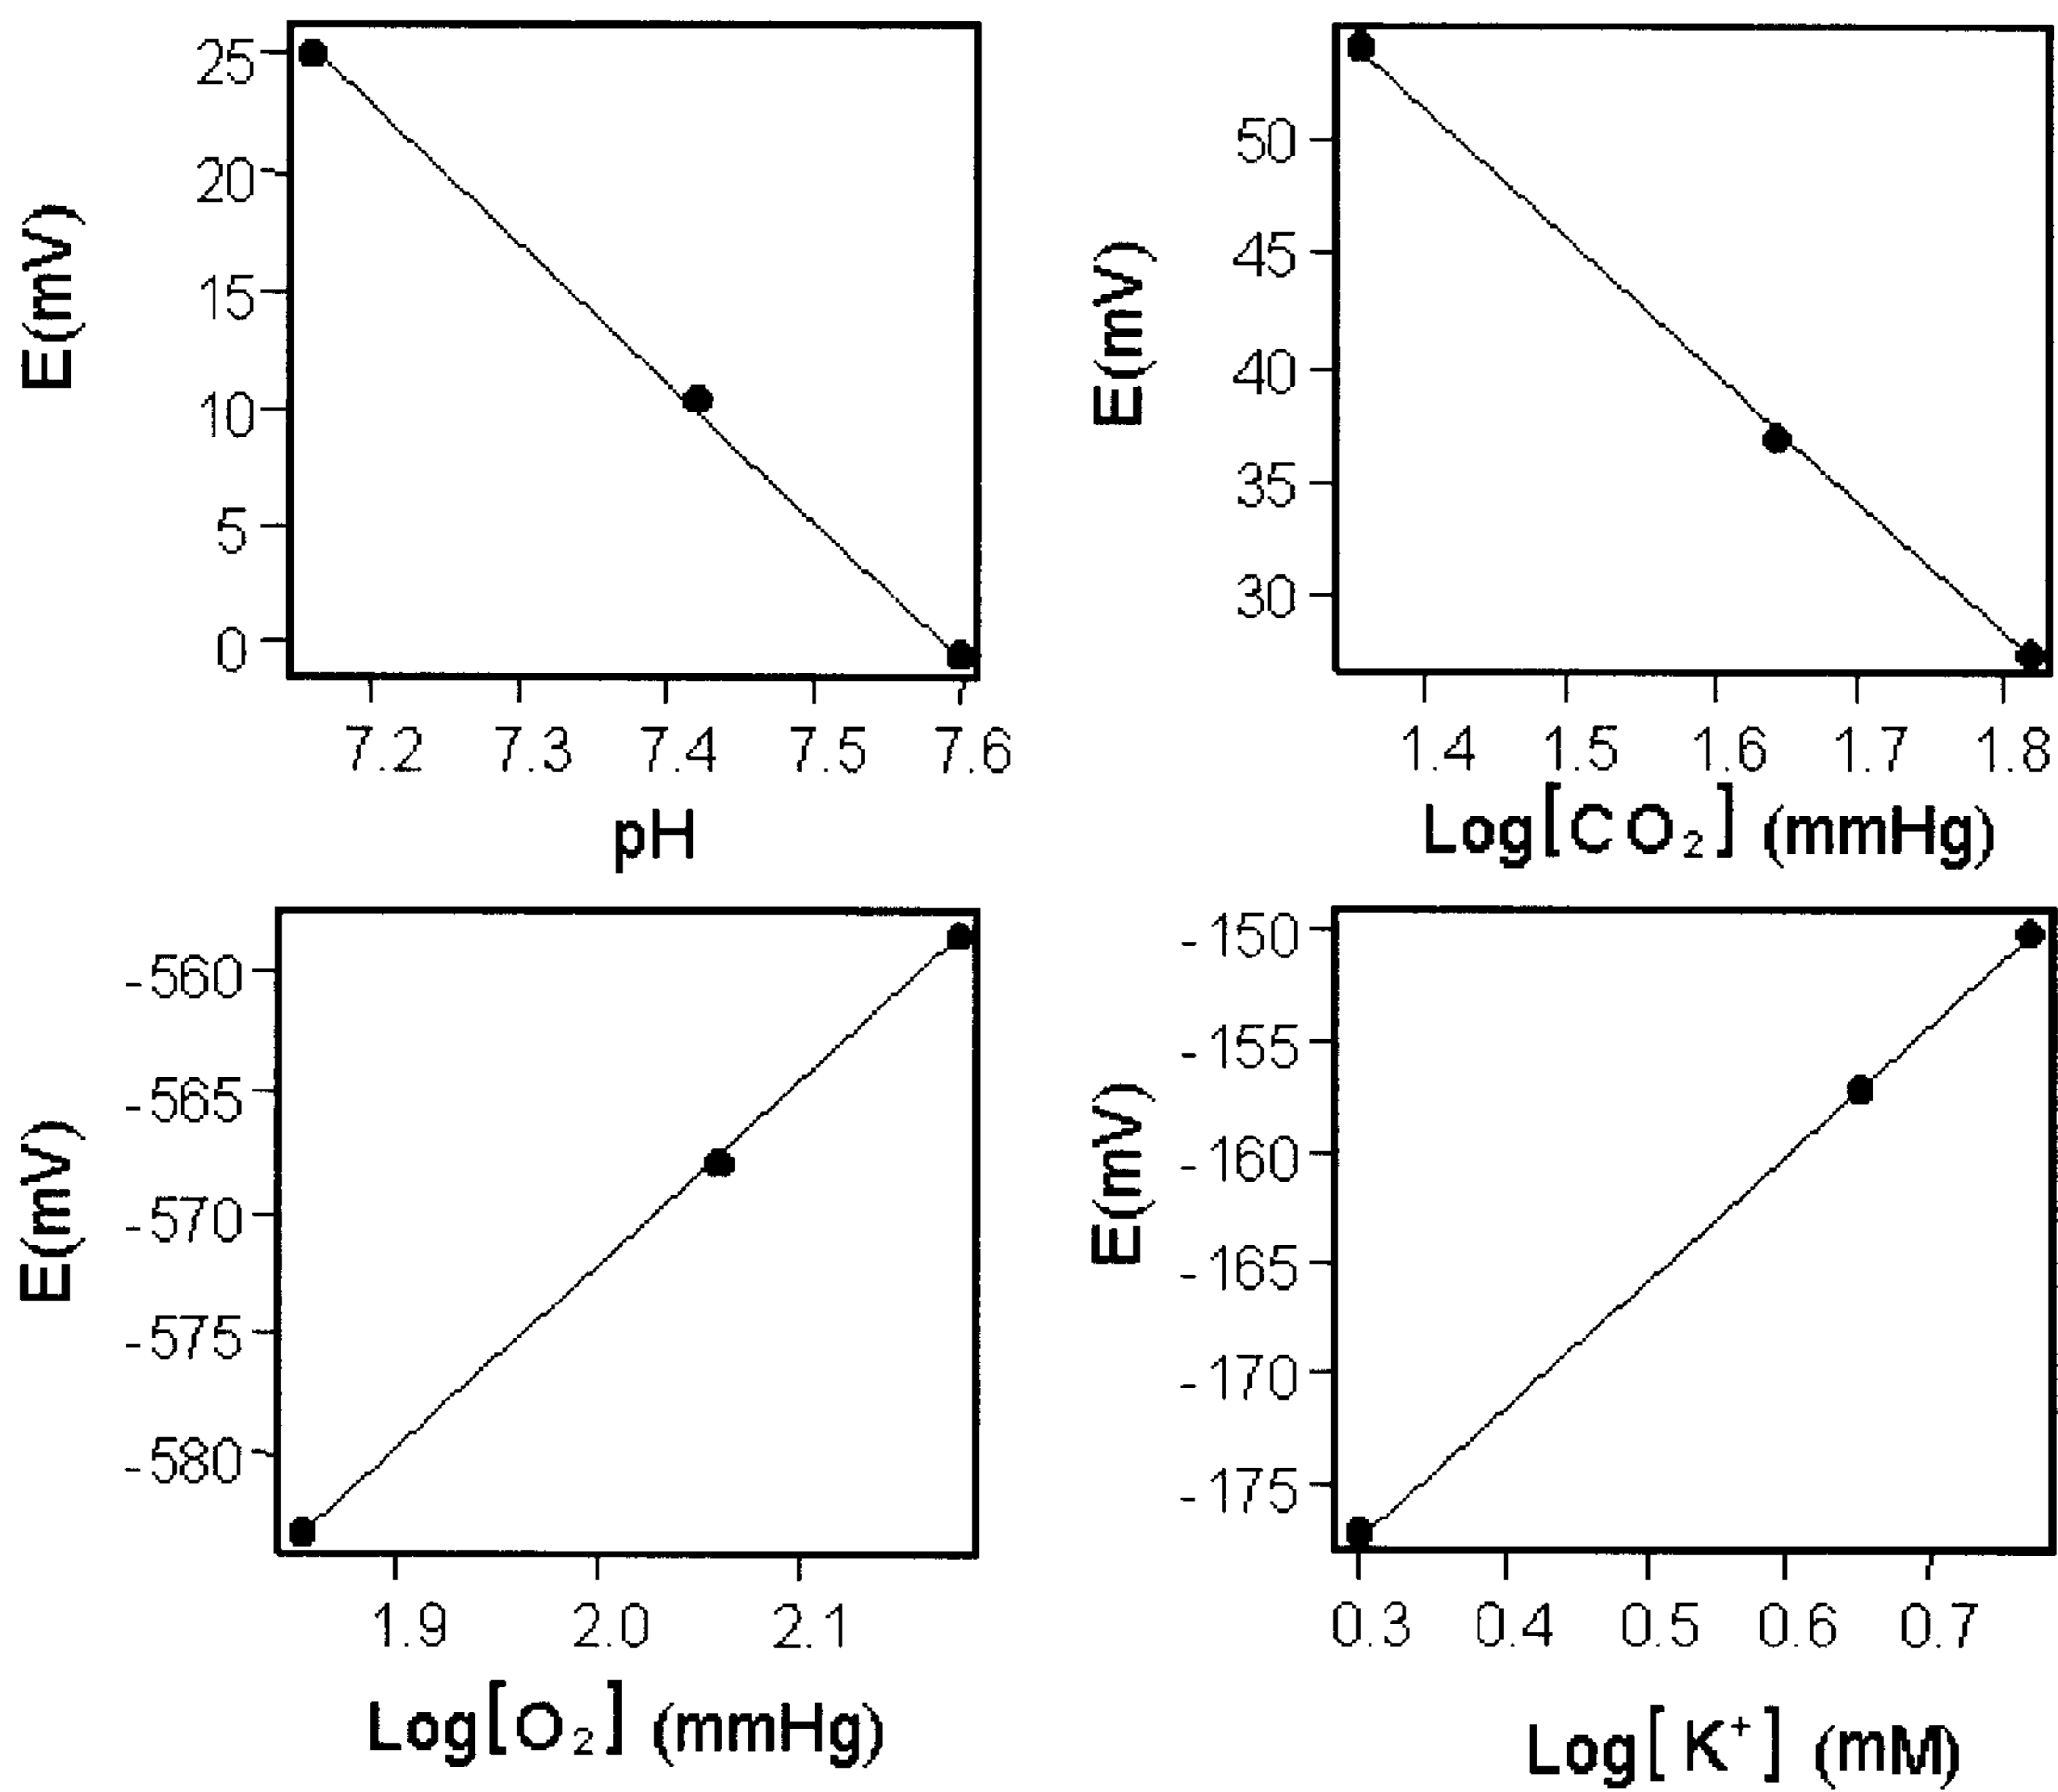 E(mV)
25
20
15
10
5
0
7.2 7.3 7.4 7.5 7.6
pH
E(mV)
50
45
40
35
30
1.4 1.5 1.6 1.7 1.8
Log[CO₂] (mmHg)
E(mV)
-560
-565
-570
-575
-580
1.9 2.0 2.1
Log[O₂] (mmHg)
E(mV)
-150
-155
-160
-165
-170
-175
0.3 0.4 0.5 0.6 0.7
Log[K⁺] (mM)